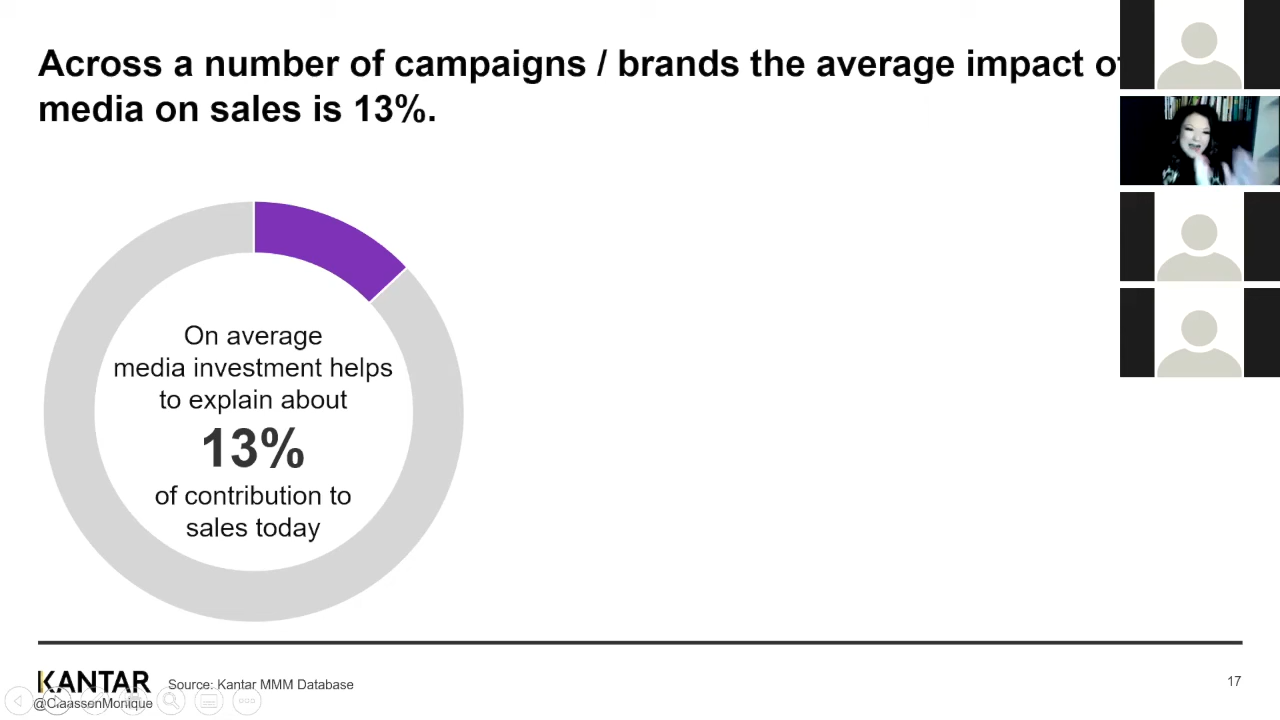 Across a number of campaigns / brands the average impact of
media on sales is 13%.
On average
media investment helps
to explain about
13%
of contribution to
sales today
KANTAR
Source: Kantar MMM Database
17
@ClaassenMonique